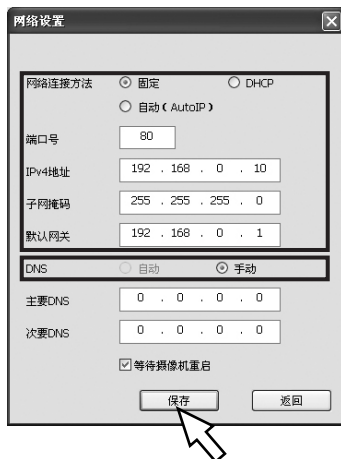 网络设置
网络连接方法 固定 DHCP
自动(AutoIP)
端口号 80
IPv4地址 192 . 168 . 0 . 10
子网掩码 255 . 255 . 255 . 0
默认网关 192 . 168 . 0 . 1
DNS 自动 手动
主要DNS 0 . 0 . 0 . 0
次要DNS 0 . 0 . 0 . 0
等待摄像机重启
保存 返回